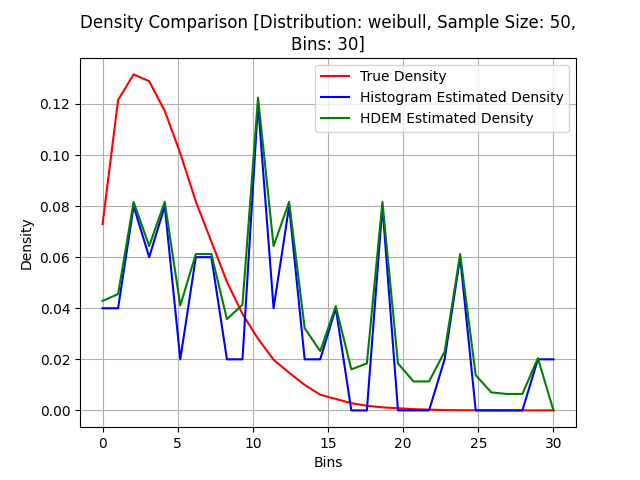 Density Comparison [Distribution: weibull, Sample Size: 50,
Bins: 30]
True Density
Histogram Estimated Density
HDEM Estimated Density
Density
0.12
0.10
0.08
0.06
0.04
0.02
0.00
0 5 10 15 20 25 30
Bins